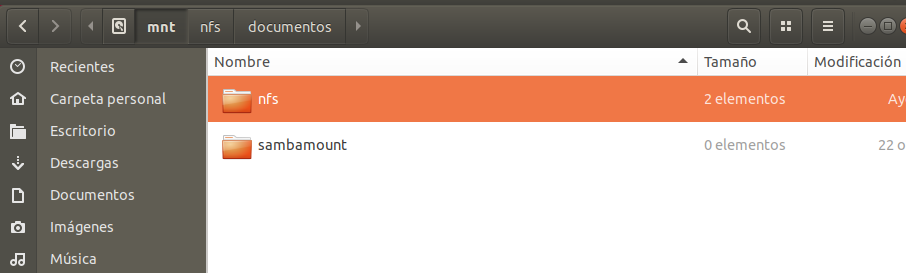 mnt nfs documentos
Nombre Tamaño Modificación
Recientes
nfs 2 elementos Ay
Carpeta personal
Escritorio
sambamount 0 elementos 22 o
Descargas
Documentos
Imágenes
Música